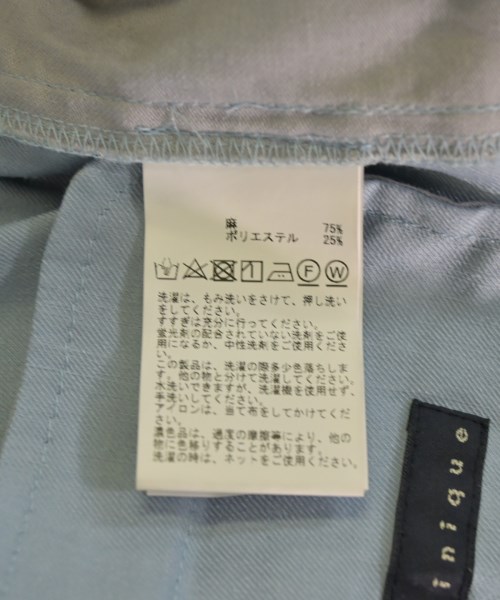 麻 75%
ポリエステル 25%
F W
洗濯は、もみ洗いをさけて、押し洗い
をしてください。
すすぎは充分に行ってください。
蛍光剤の配合されていない洗剤をご使
用になるか、中性洗剤をご使用くださ
い。
この製品は、洗濯の際多少色落ちしま
す。他の物と分けて洗濯してください。
水洗いできますが、洗濯機を使用せず、
手洗いしてください。
アイロンは、当て布をしてかけてくだ
さい。
濃色品は、過度の摩擦等により、他の
物に色移りすることがあります。
洗濯の時は、ネットをご使用ください。
inique